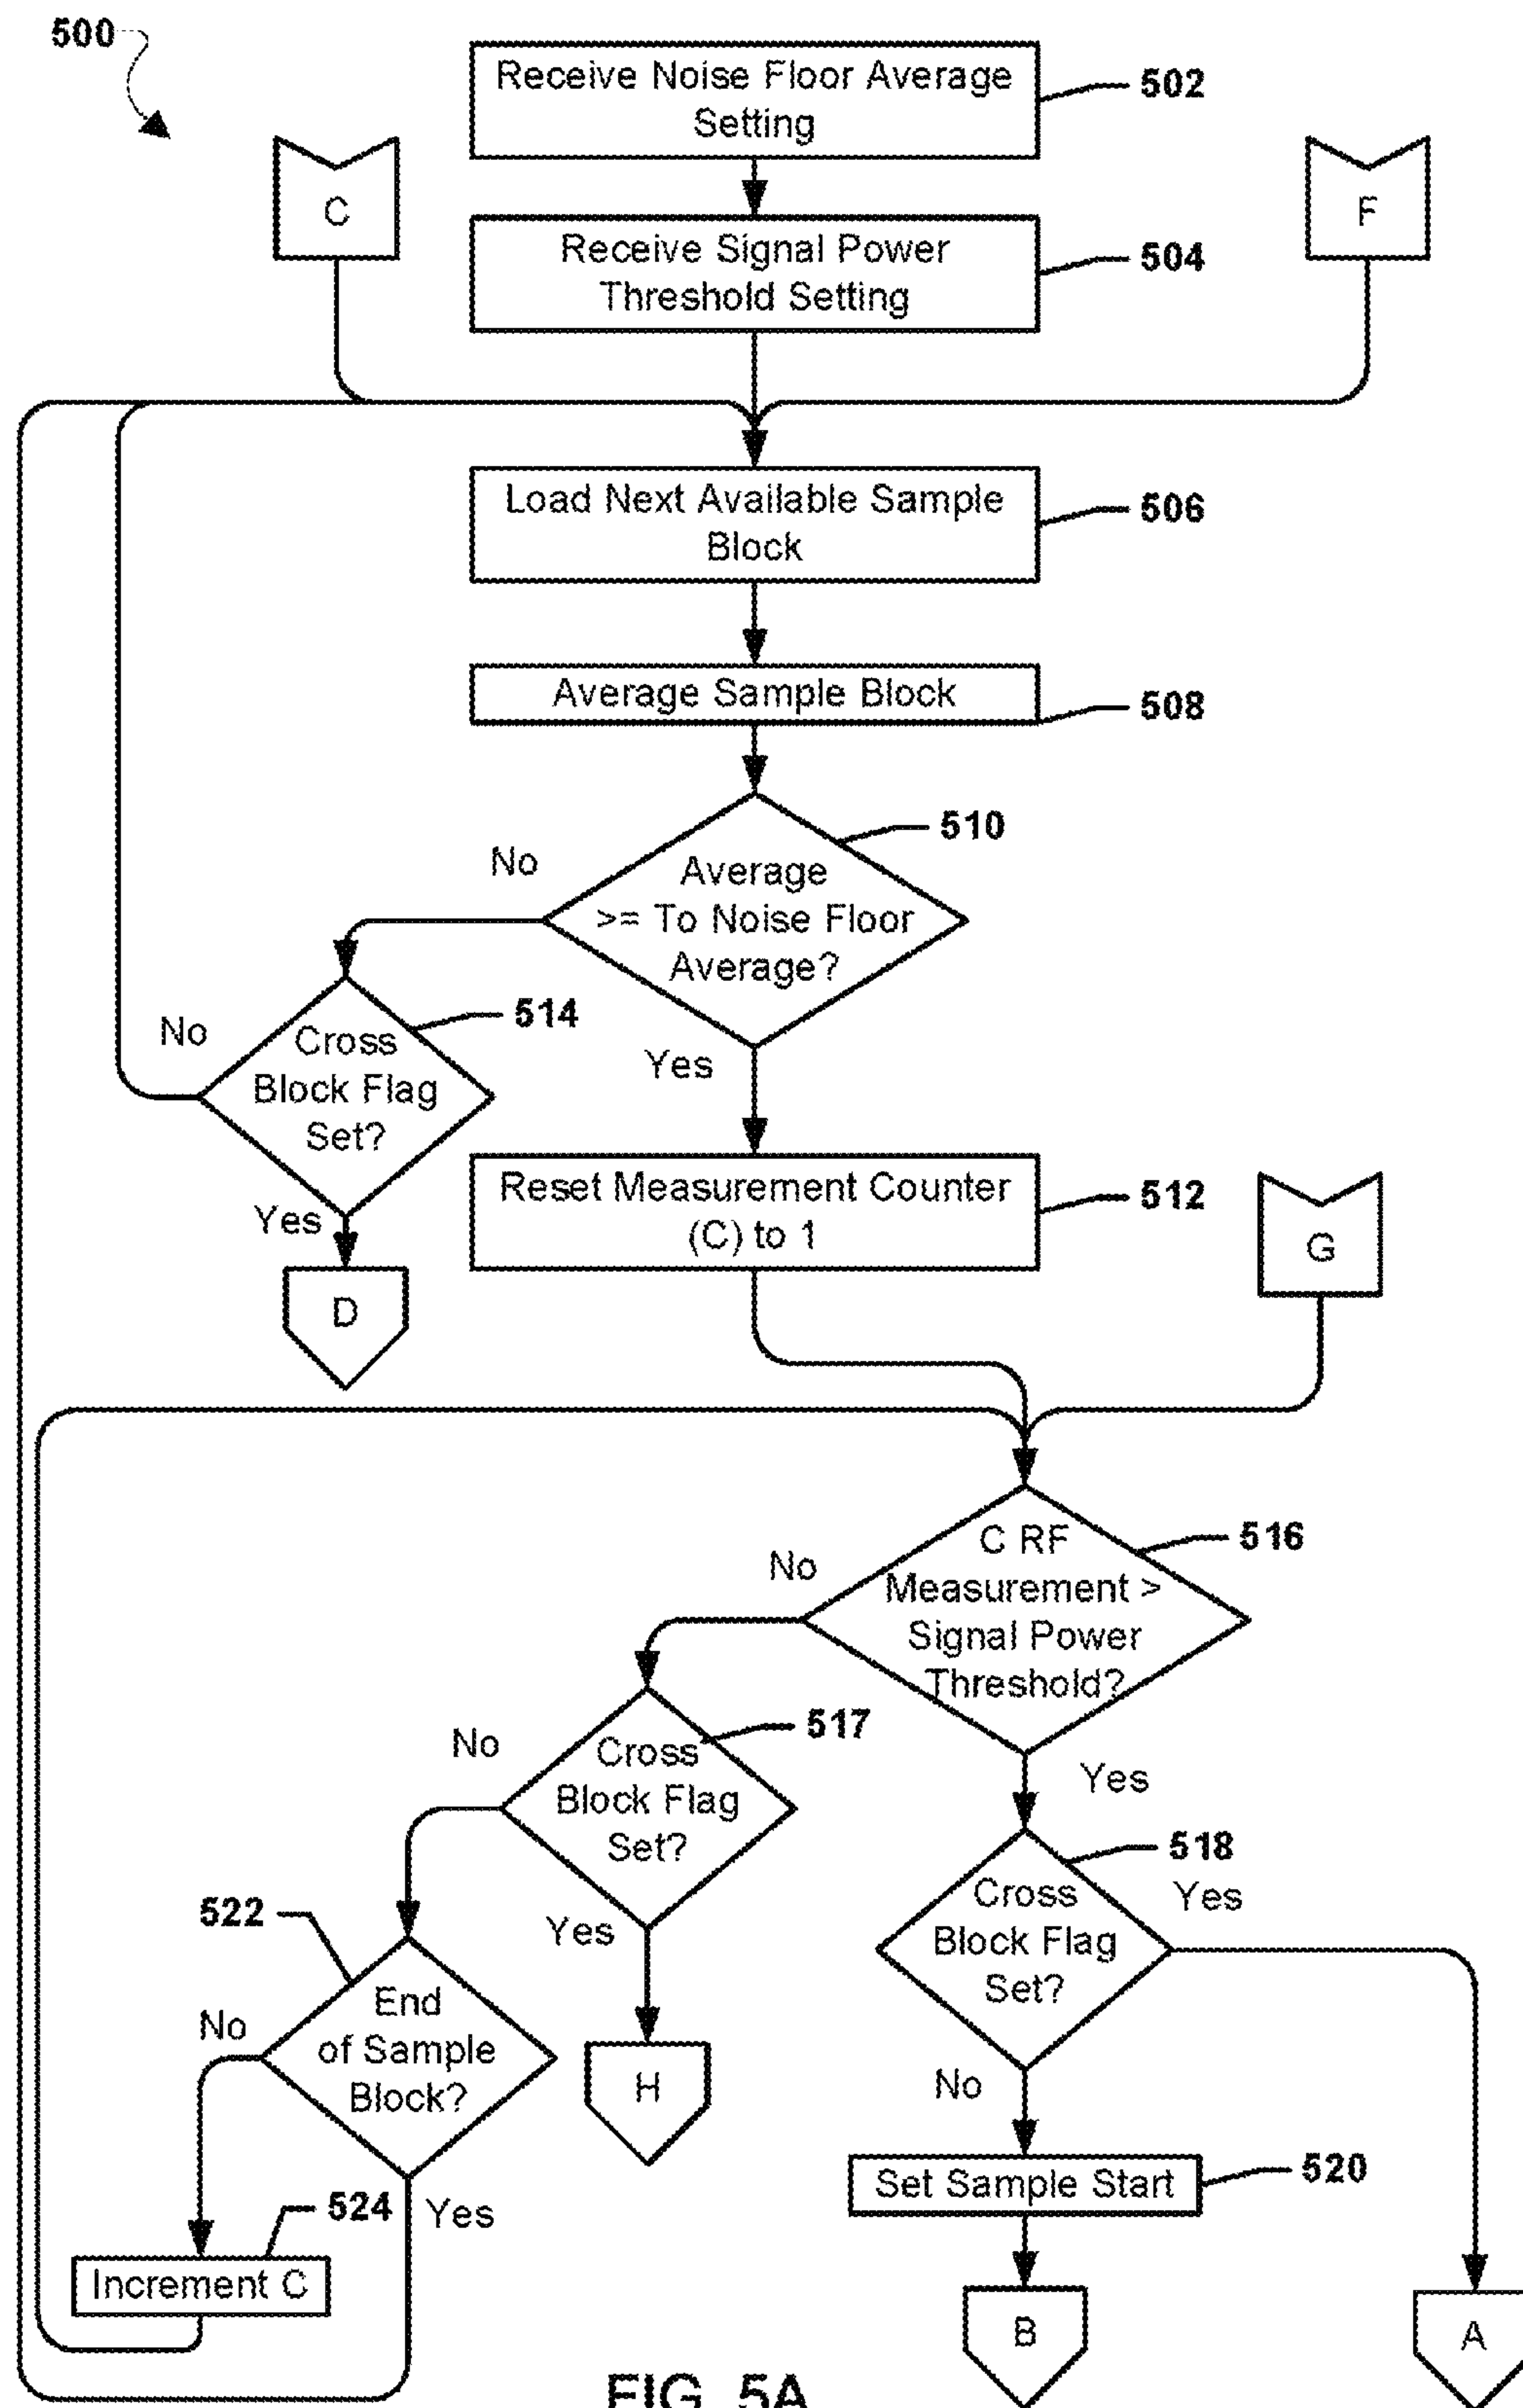 500
Receive Noise Floor Average
Setting
502
C
F
Receive Signal Power
Threshold Setting
504
Load Next Available Sample
Block
506
Average Sample Block
508
510
No
Average
>= To Noise Floor
Average?
514
No
Cross
Block Flag
Set?
Yes
Yes
Reset Measurement Counter
(C) to 1
512
G
D
516
No
C RF
Measurement >
Signal Power
Threshold?
517
No
Cross
Block Flag
Set?
Yes
518
Yes
Cross
Block Flag
Set?
522
Yes
End
of Sample
Block?
No
H
No
Set Sample Start
520
524
Yes
Increment C
B
A
FIG. 5A